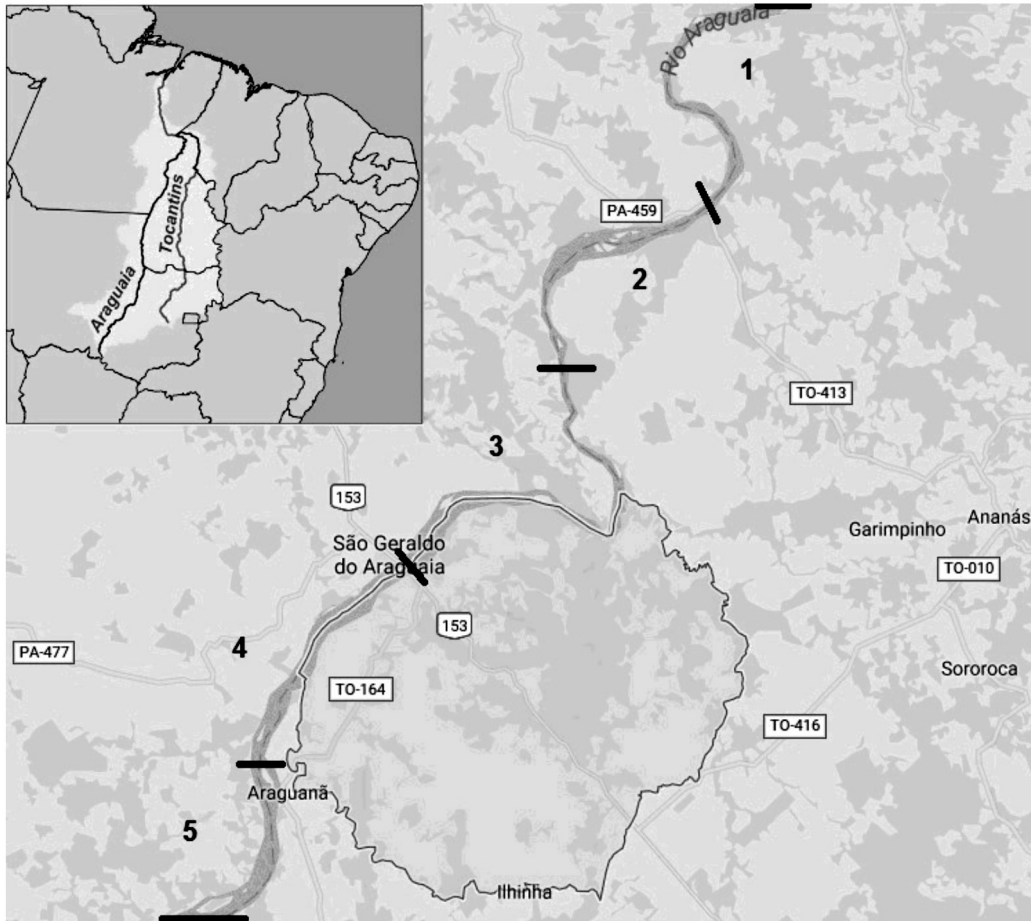 Rio Araguaia
1
PA-459
2
Tocantins
Araguaia
TO-413
3
153
São Geraldo
do Araguaia
Garimpinho
Ananás
TO-010
153
4
PA-477
TO-164
Sororoca
TO-416
Araguanã
5
Ilhinha